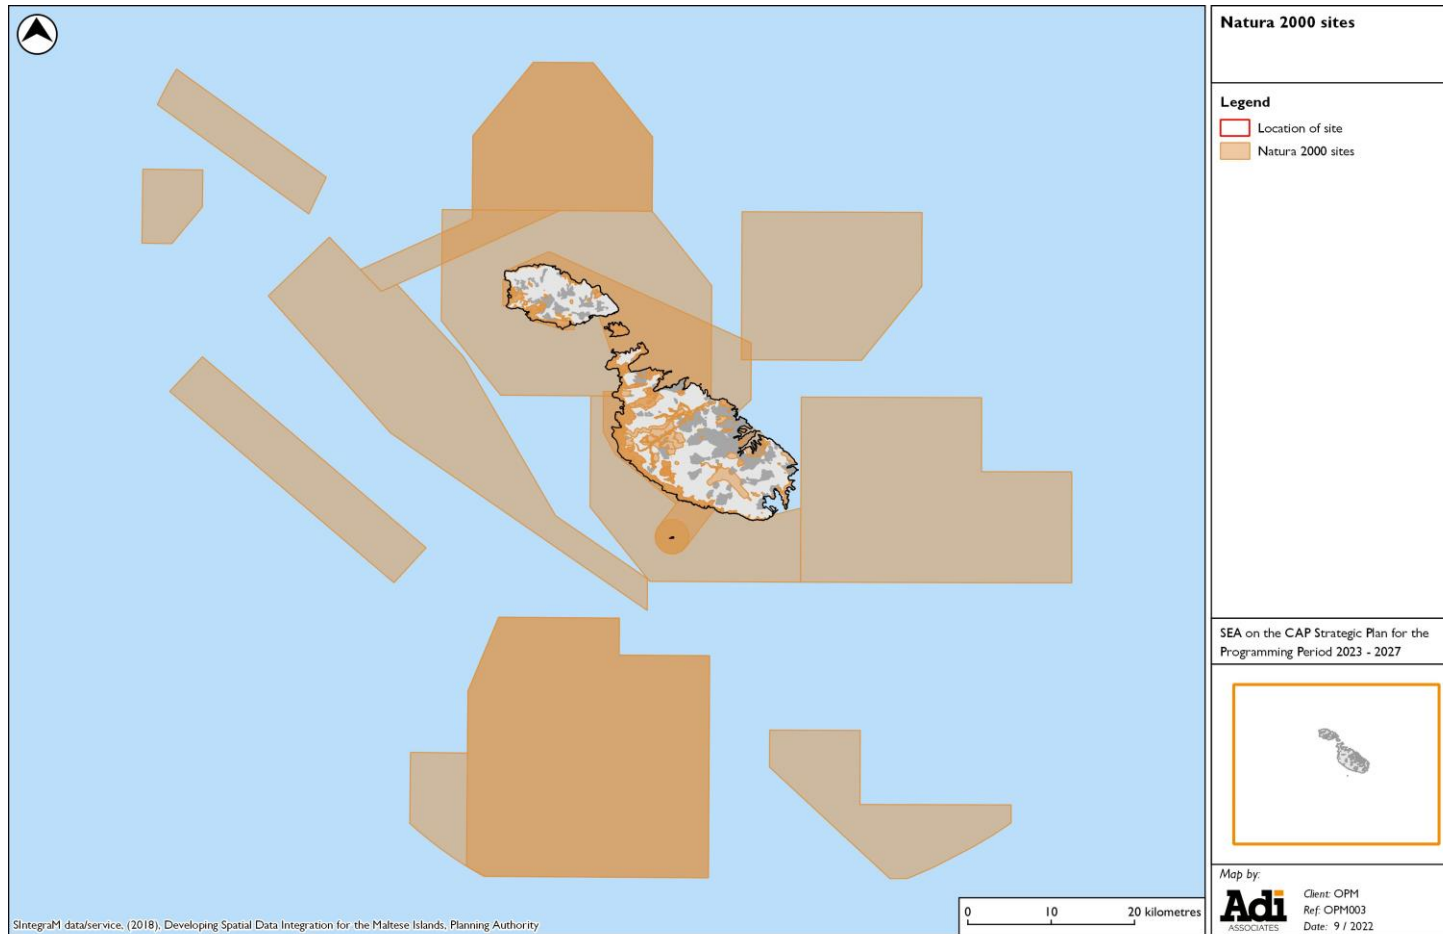 Natura 2000 sites
Legend
Location of site
Natura 2000 sites
SEA on the CAP Strategic Plan for the
Programming Period 2023 - 2027
Map by:
Adi
ASSOCIATES
Client: OPM
Ref: OPM003
Date: 9 / 2022
0 10 20 kilometres
SIntegraM data/service, (2018), Developing Spatial Data Integration for the Maltese Islands, Planning Authority